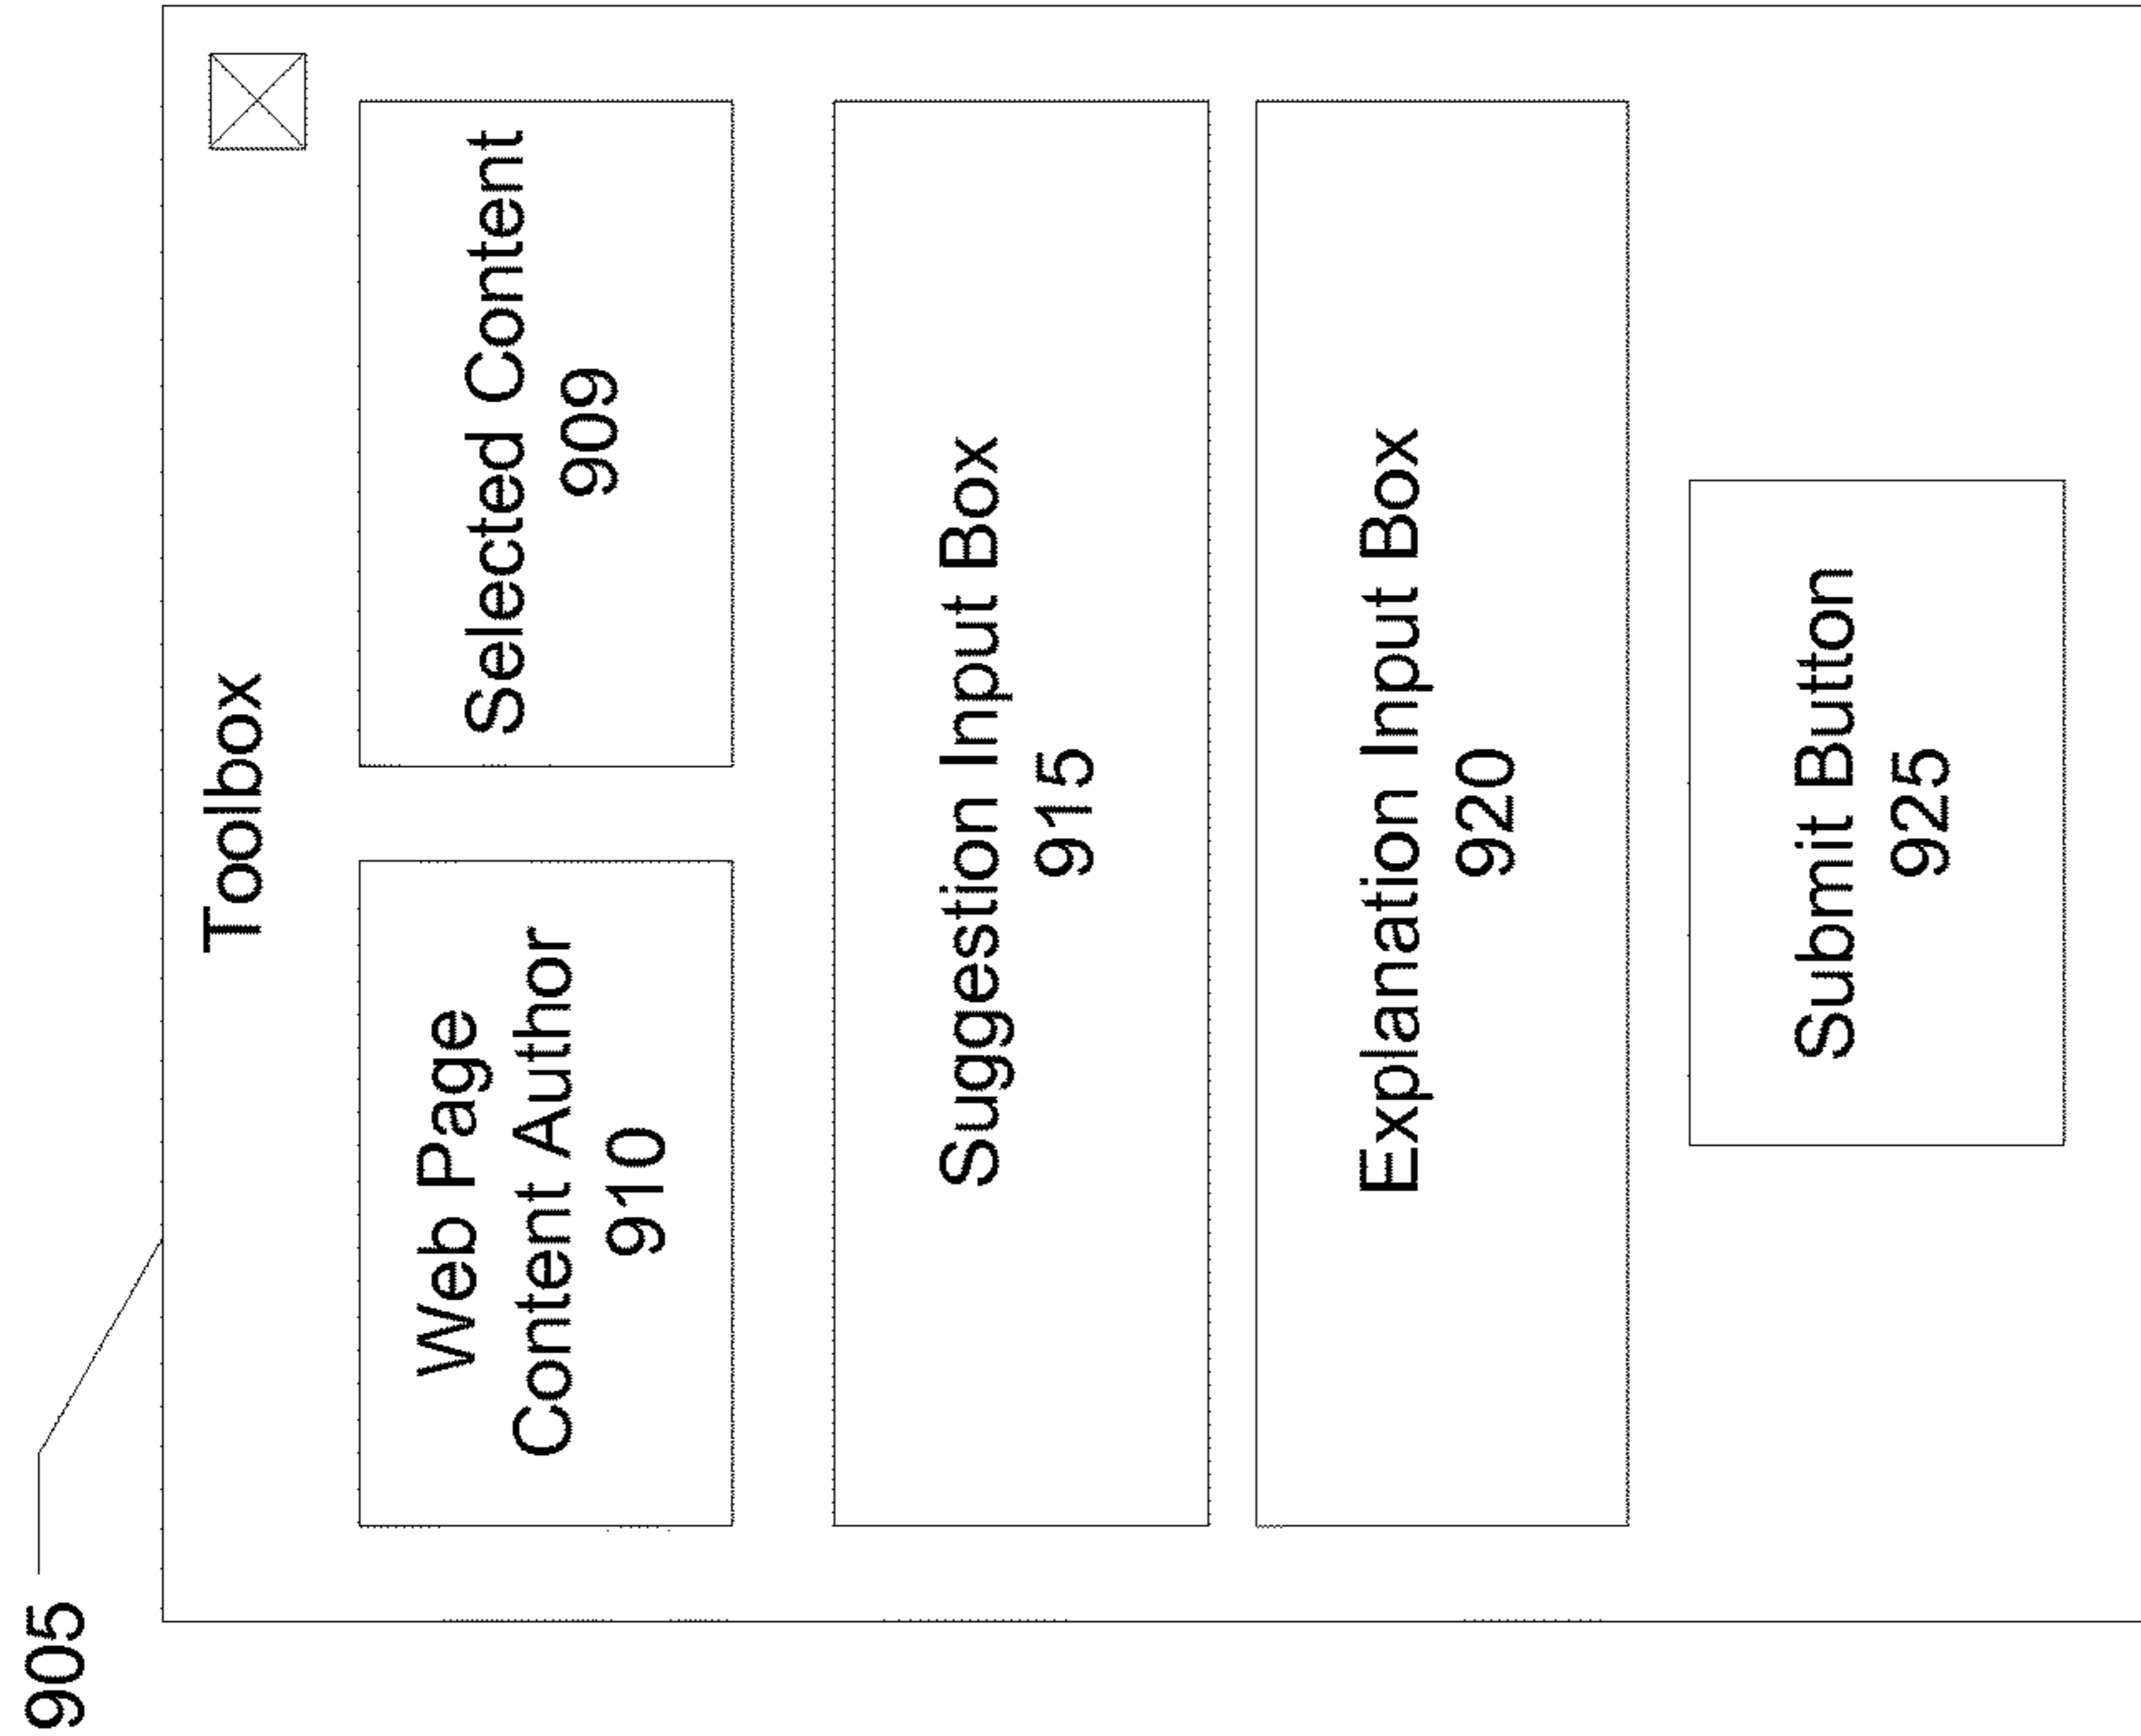 905
Toolbox
Web Page
Content Author
910
Selected Content
909
Suggestion Input Box
915
Explanation Input Box
920
Submit Button
925